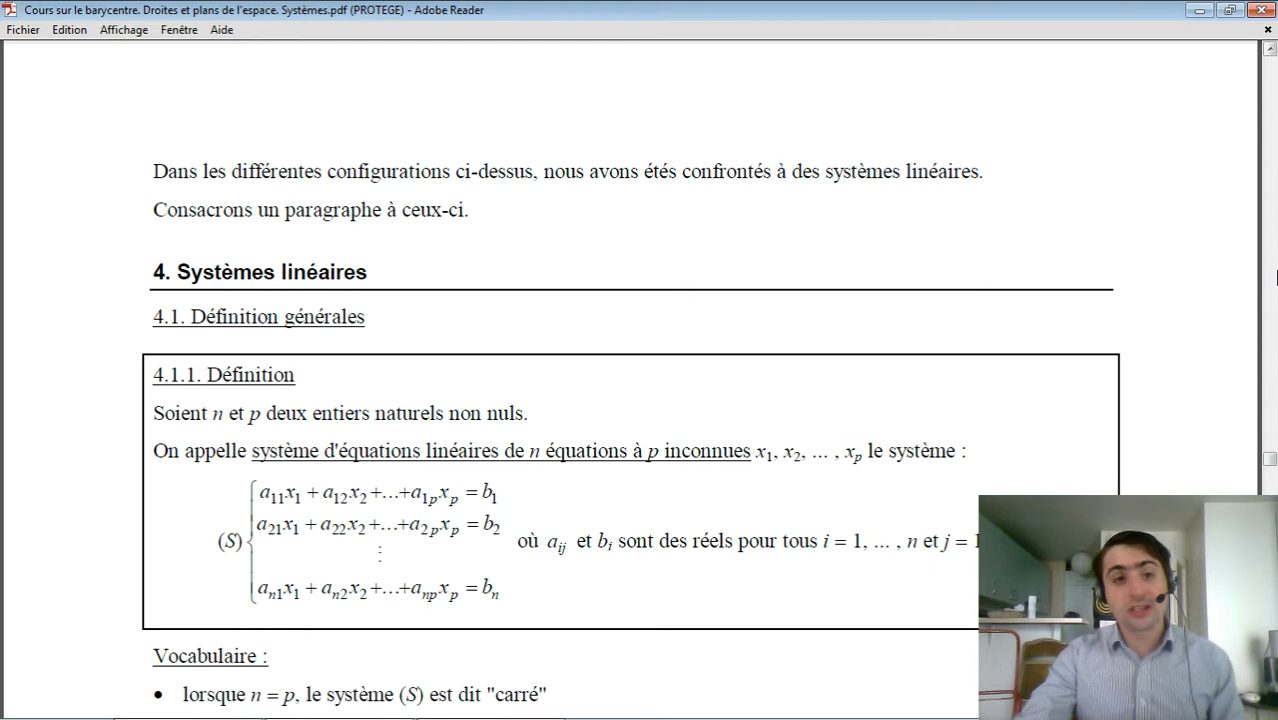 Cours sur le barycentre. Droites et plans de l'espace. Systèmes.pdf (PROTEGE) - Adobe Reader
Fichier Edition Affichage Fenêtre Aide
Dans les différentes configurations ci-dessus, nous avons étés confrontés à des systèmes linéaires.
Consacrons un paragraphe à ceux-ci.
4. Systèmes linéaires
4.1. Définition générales
4.1.1. Définition
Soient n et p deux entiers naturels non nuls.
On appelle système d'équations linéaires de n équations à p inconnues x₁, x₂, ... , xₚ le système :
a₁₁x₁ + a₁₂x₂ +...+a₁ₚxₚ = b₁
a₂₁x₁ + a₂₂x₂ +...+a₂ₚxₚ = b₂
(S) { ⋮ où aᵢⱼ et bᵢ sont des réels pour tous i = 1, ... , n et j = 1
aₙ₁x₁ + aₙ₂x₂ +...+aₙₚxₚ = bₙ
Vocabulaire :
• lorsque n = p, le système (S) est dit "carré"